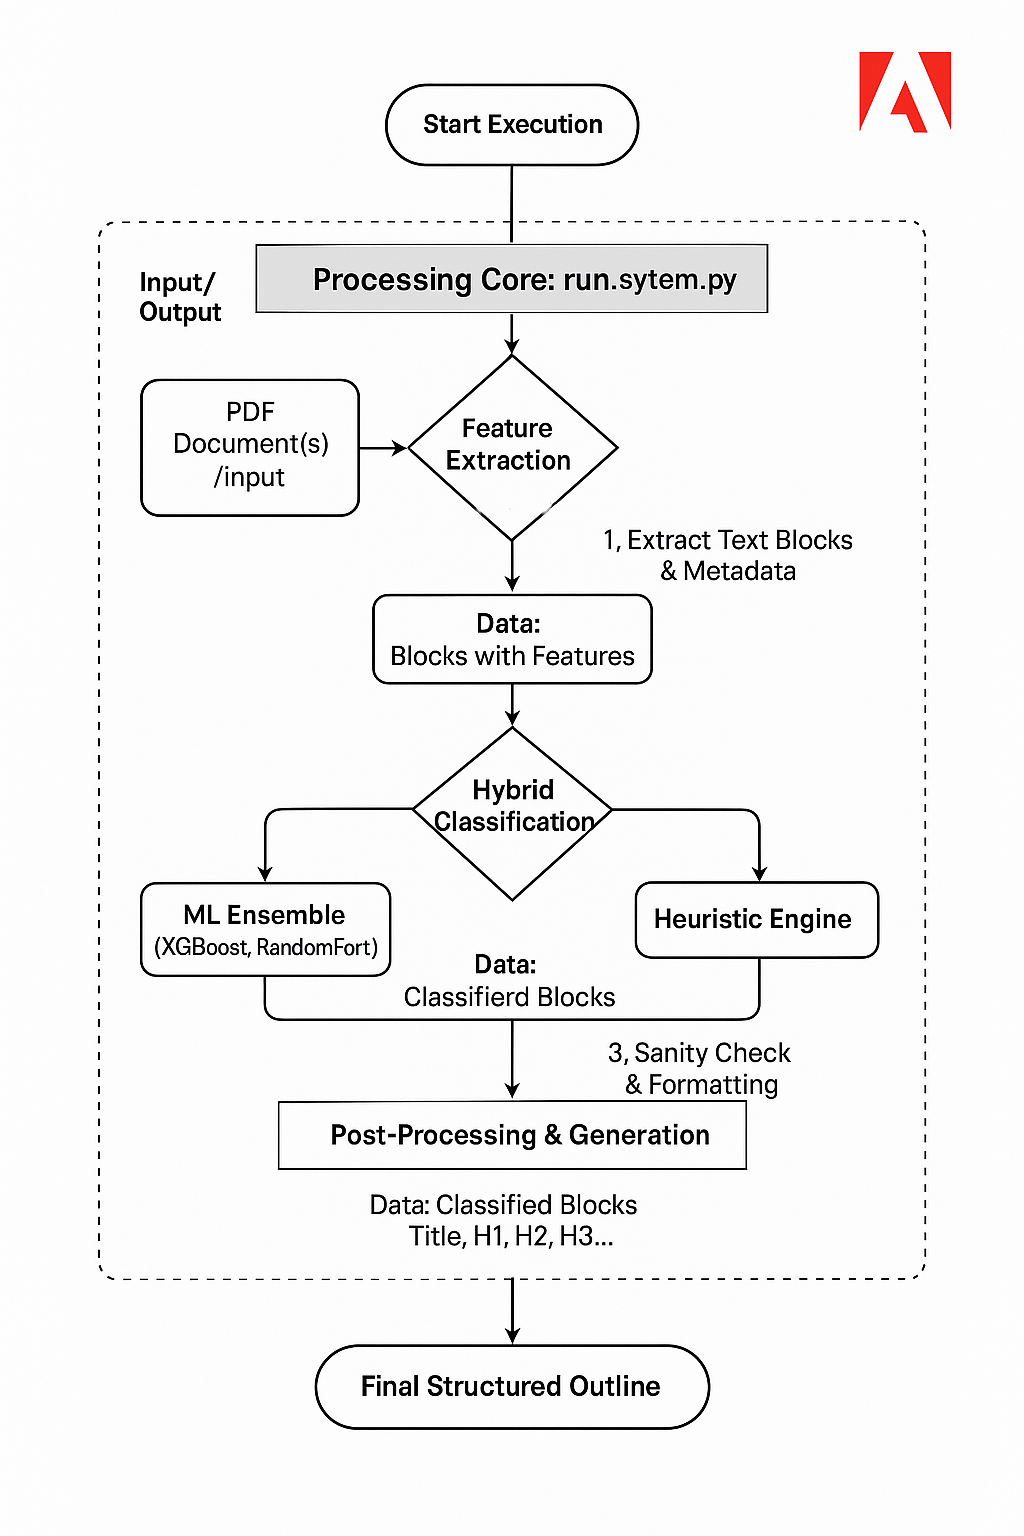 Start Execution
Processing Core: run.sytem.py
Input/
Output
PDF
Document(s)
/input
Feature
Extraction
1, Extract Text Blocks
& Metadata
Data:
Blocks with Features
Hybrid
Classification
ML Ensemble
(XGBoost, RandomFort)
Heuristic Engine
Data:
Classifierd Blocks
3, Sanity Check
& Formatting
Post-Processing & Generation
Data: Classified Blocks
Title, H1, H2, H3...
Final Structured Outline